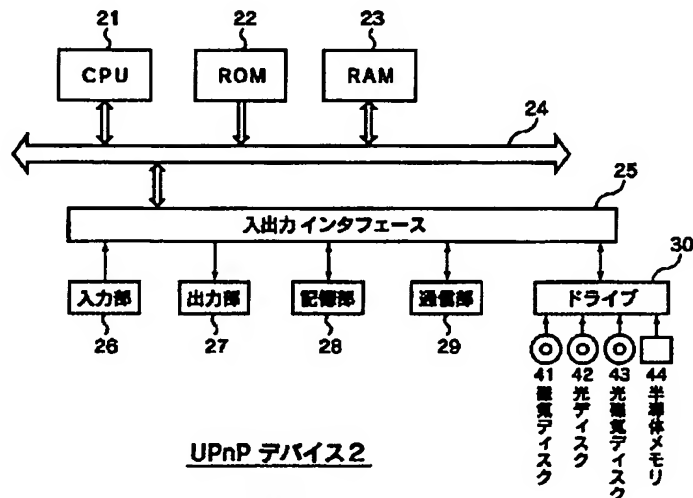 21
22
23
CPU
ROM
RAM
24
25
入出力 インタフェース
30
入力部
出力部
記憶部
通信部
ドライブ
26
27
28
29
41
42
43
44
磁気ディスク
光ディスク
光磁気ディスク
半導体メモリ
UPnP デバイス2